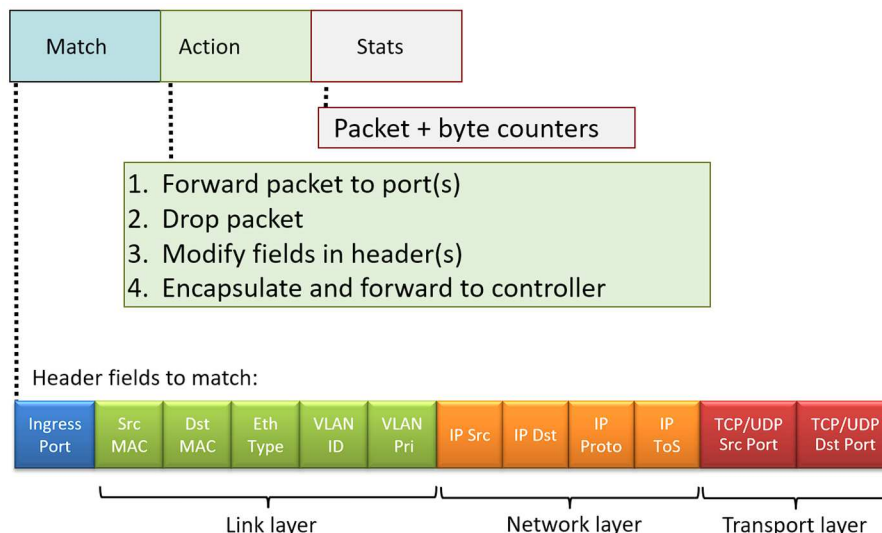 Match Action Stats
Packet + byte counters
1. Forward packet to port(s)
2. Drop packet
3. Modify fields in header(s)
4. Encapsulate and forward to controller
Header fields to match:
Ingress
Port
Src
MAC
Dst
MAC
Eth
Type
VLAN
ID
VLAN
Pri
IP Src
IP Dst
IP
Proto
IP
ToS
TCP/UDP
Src Port
TCP/UDP
Dst Port
Link layer
Network layer
Transport layer